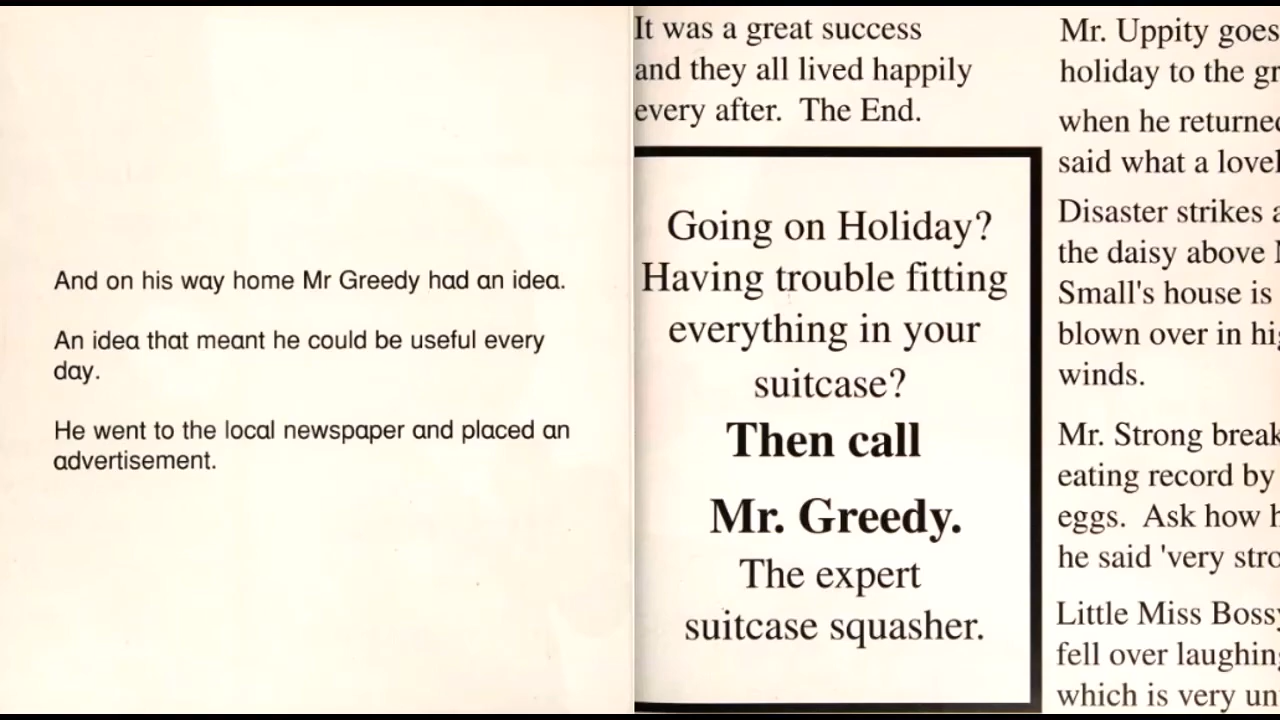 And on his way home Mr Greedy had an idea.
An idea that meant he could be useful every
day.
He went to the local newspaper and placed an
advertisement.
It was a great success
and they all lived happily
every after. The End.
Going on Holiday?
Having trouble fitting
everything in your
suitcase?
Then call
Mr. Greedy.
The expert
suitcase squasher.
Mr. Uppity goes
holiday to the
when he returned
said what a
Disaster strikes
the daisy above
Small's house is
blown over in
winds.
Mr. Strong
eating record by
eggs. Ask how
he said 'very
Little Miss Bossy
fell over
which is very